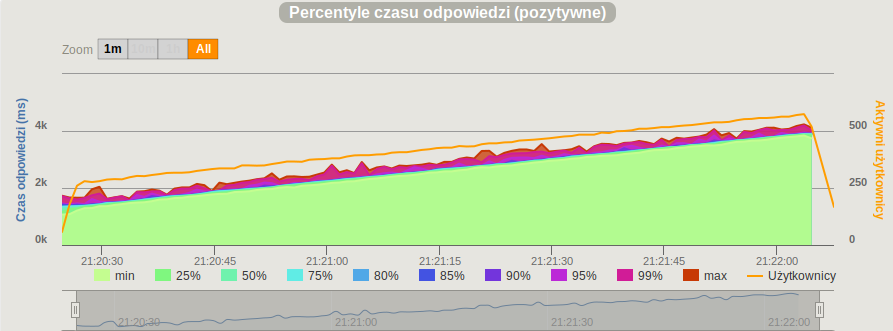 Percentyle czasu odpowiedzi (pozytywne)
Zoom 1m 10m 1h All
Czas odpowiedzi (ms)
4k
2k
0k
Aktywni użytkownicy
500
250
0
21:20:30 21:20:45 21:21:00 21:21:15 21:21:30 21:21:45 21:22:00
min 25% 50% 75% 80% 85% 90% 95% 99% max Użytkownicy
21:20:30 21:21:00 21:21:30 21:22:00